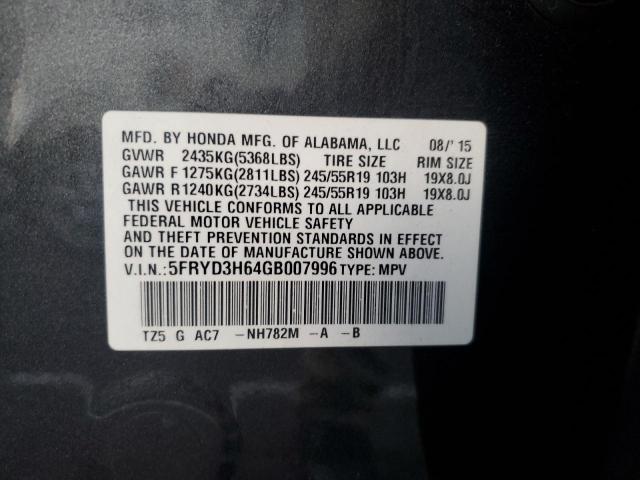 MFD. BY HONDA MFG. OF ALABAMA, LLC 08/'15
GVWR 2435KG(5368LBS) TIRE SIZE RIM SIZE
GAWR F 1275KG(2811LBS) 245/55R19 103H 19X8.0J
GAWR R1240KG(2734LBS) 245/55R19 103H 19X8.0J
THIS VEHICLE CONFORMS TO ALL APPLICABLE
FEDERAL MOTOR VEHICLE SAFETY
AND THEFT PREVENTION STANDARDS IN EFFECT
ON THE DATE OF MANUFACTURE SHOWN ABOVE.
V.I.N.:5FRYD3H64GB007996 TYPE: MPV
TZ5 G AC7 -NH782M -A -B